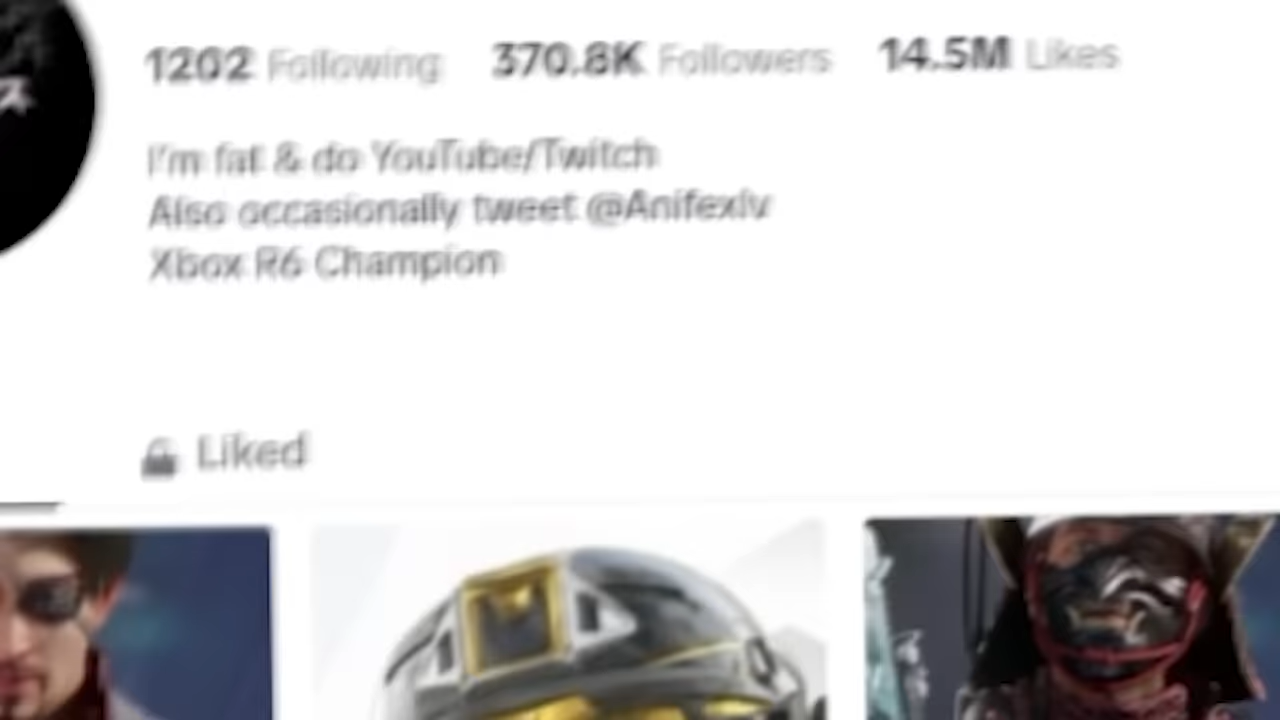 1202 Following 370.8K Followers 14.5M Likes
I'm fat & do YouTube/Twitch
Also occasionally tweet @Anifexlv
Xbox R6 Champion
Liked